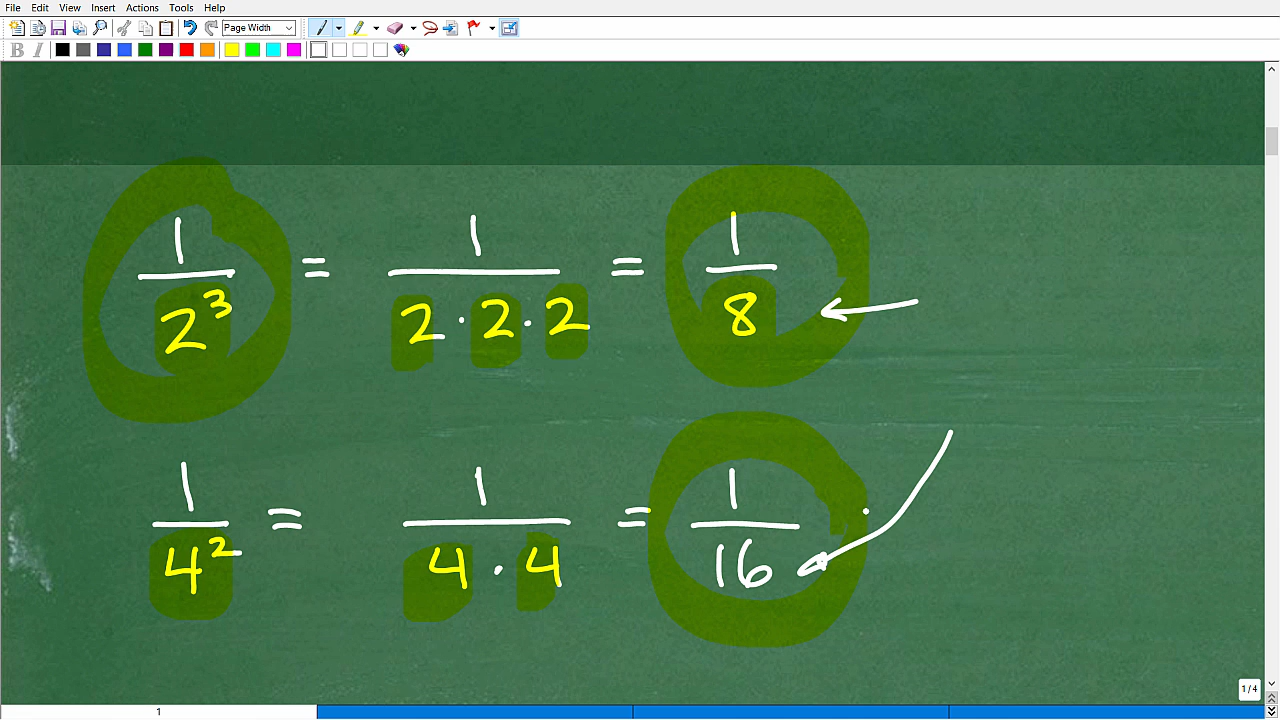 File Edit View Insert Actions Tools Help
Page Width
B I
1/2³ = 1/2·2·2 = 1/8
1/4² = 1/4·4 = 1/16
1/4
1